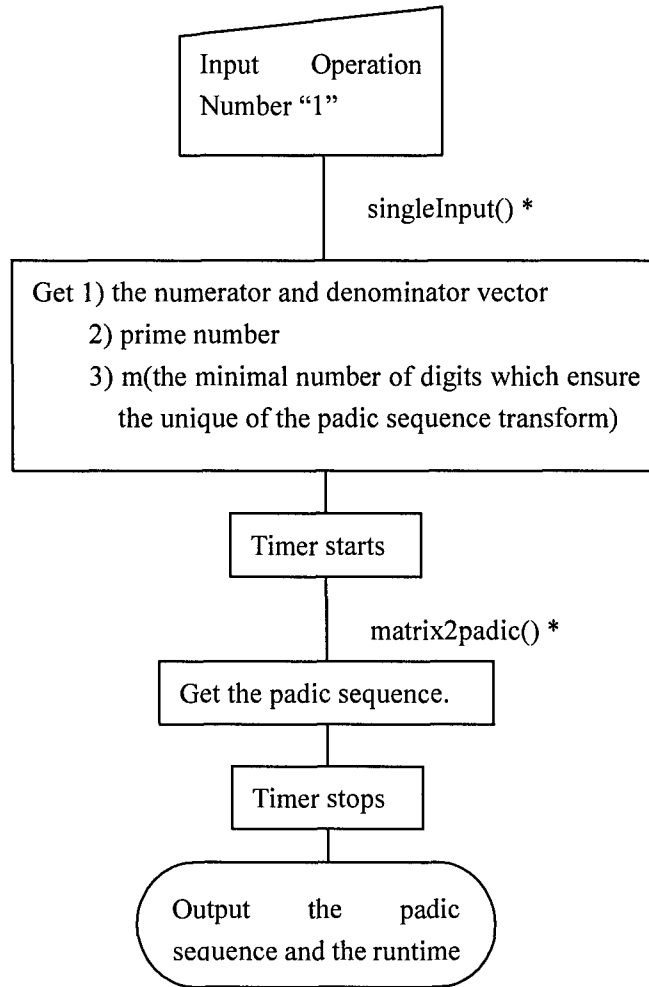 Input Operation
Number “1”
singleInput() *
Get 1) the numerator and denominator vector
2) prime number
3) m(the minimal number of digits which ensure
the unique of the padic sequence transform)
Timer starts
matrix2padic() *
Get the padic sequence.
Timer stops
Output the padic
sequence and the runtime